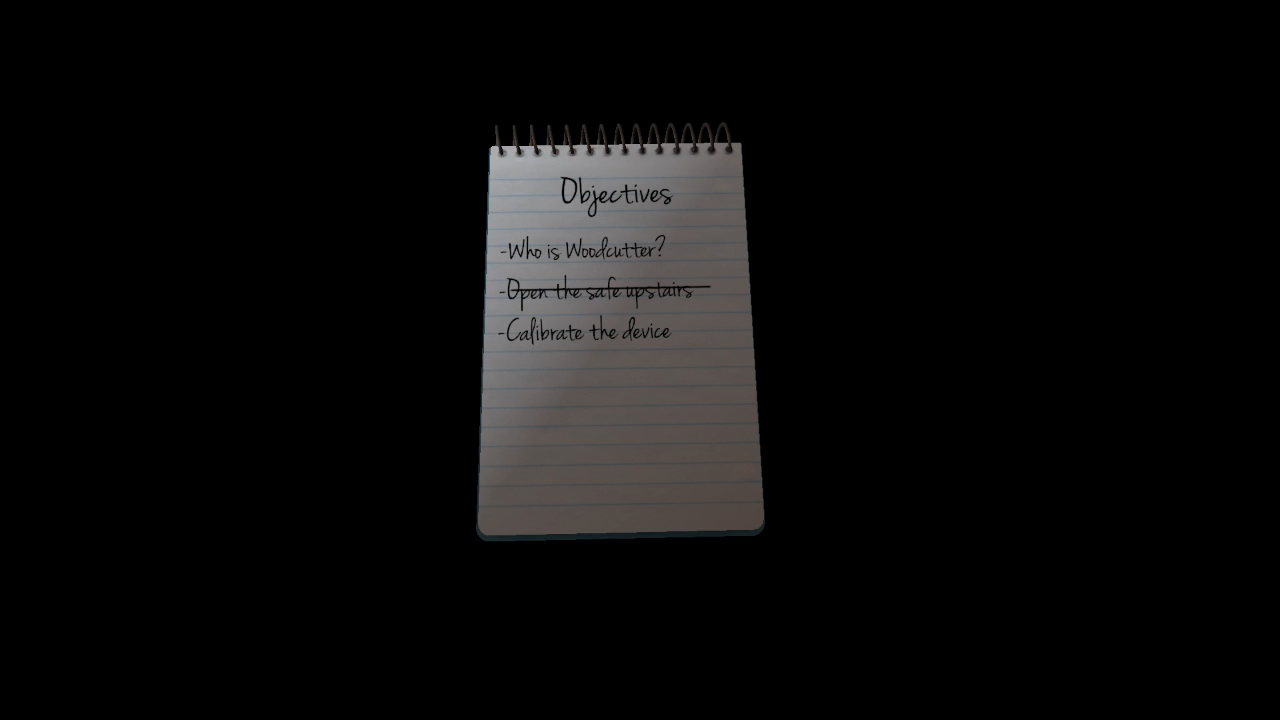 Objectives
-Who is Woodcutter?
-Open the safe upstairs
-Calibrate the device